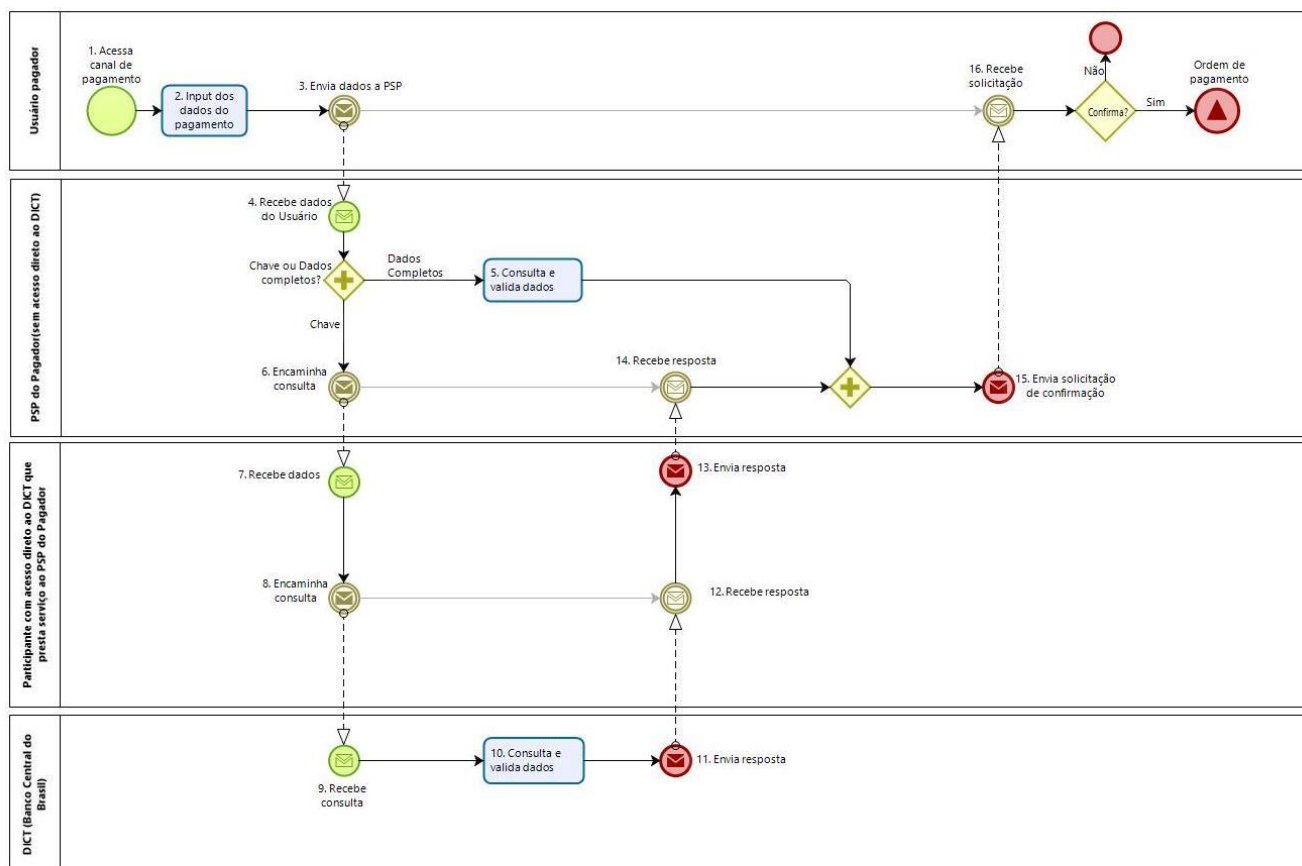 Usuário pagador
1. Acessa
canal de
pagamento
2. Input dos
dados do
pagamento
3. Envia dados a PSP
16. Recebe
solicitação
Não
Confirma?
Sim
Ordem de
pagamento
PSP do Pagador(sem acesso direto ao DICT)
4. Recebe dados
do Usuário
Chave ou Dados
completos?
Dados
Completos
5. Consulta e
valida dados
Chave
6. Encaminha
consulta
14. Recebe resposta
15. Envia solicitação
de confirmação
Participante com acesso direto ao DICT que
presta serviço ao PSP do Pagador
7. Recebe dados
13. Envia resposta
8. Encaminha
consulta
12. Recebe resposta
DICT (Banco Central do
Brasil)
9. Recebe
consulta
10. Consulta e
valida dados
11. Envia resposta